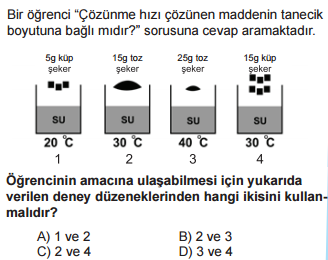 Bir öğrenci “Çözünme hızı çözünen maddenin tanecik
boyutuna bağlı mıdır?” sorusuna cevap aramaktadır.
5g küp şeker 15g toz şeker 25g toz şeker 15g küp şeker
SU SU SU SU
20 °C 30 °C 40 °C 30 °C
1 2 3 4
Öğrencinin amacına ulaşabilmesi için yukarıda
verilen deney düzeneklerinden hangi ikisini kullan-
malıdır?
A) 1 ve 2 B) 2 ve 3
C) 2 ve 4 D) 3 ve 4